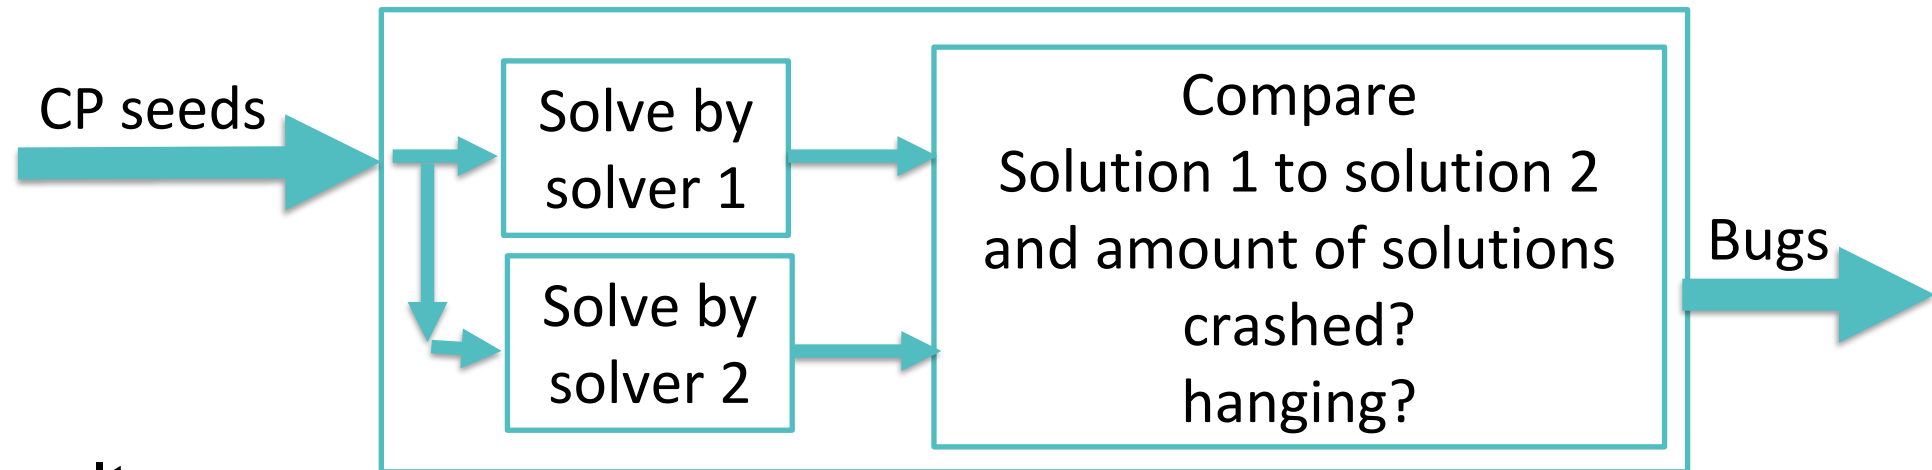 CP seeds
Solve by
solver 1
Solve by
solver 2
Compare
Solution 1 to solution 2
and amount of solutions
crashed?
hanging?
Bugs